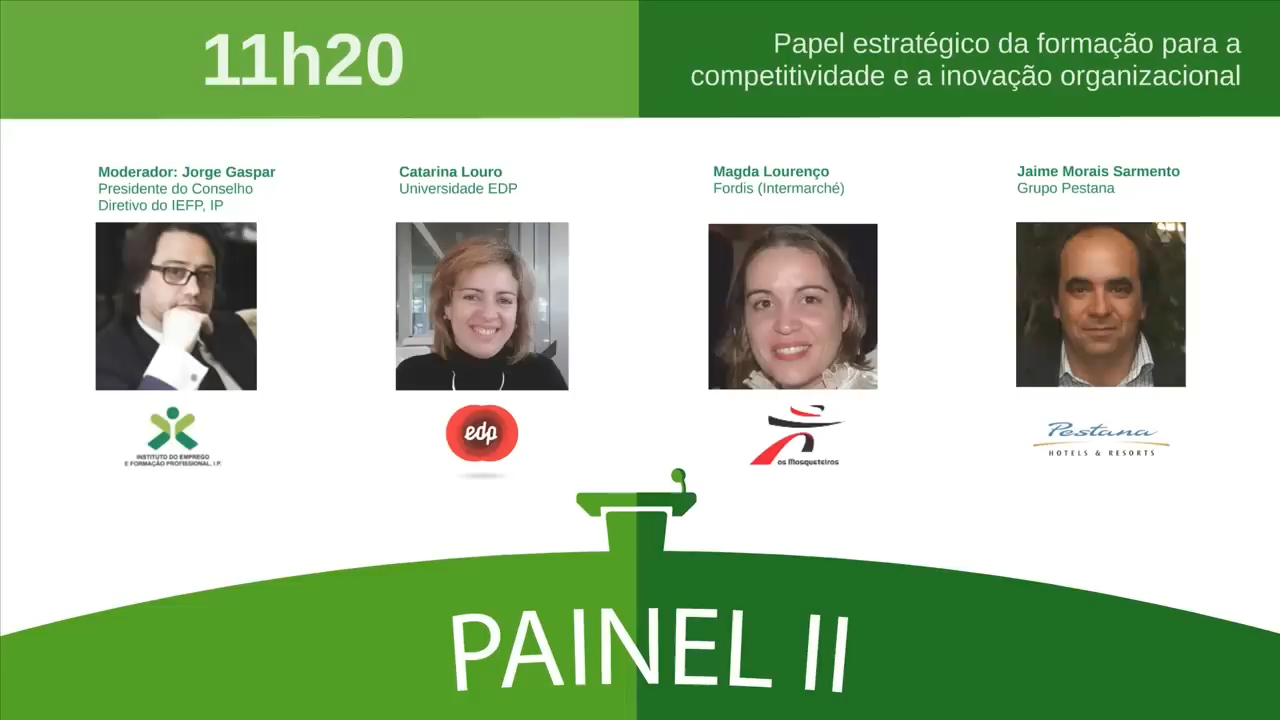 11h20
Papel estratégico da formação para a
competitividade e a inovação organizacional
Moderador: Jorge Gaspar
Presidente do Conselho
Diretivo do IEFP, IP
Catarina Louro
Universidade EDP
Magda Lourenço
Fordis (Intermarché)
Jaime Morais Sarmento
Grupo Pestana
INSTITUTO DO EMPREGO
E FORMAÇÃO PROFISSIONAL, I.P.
edp
os Mosqueteiros
Pestana
HOTELS & RESORTS
PAINEL II